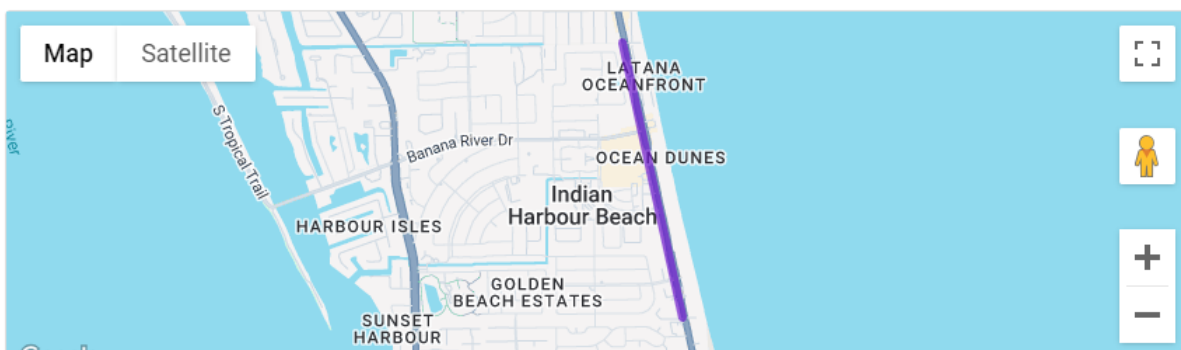 Map
Satellite
LATANA
OCEANFRONT
River
S Tropical Trail
Banana River Dr
OCEAN DUNES
Indian
Harbour Beach
HARBOUR ISLES
GOLDEN
BEACH ESTATES
SUNSET
HARBOUR